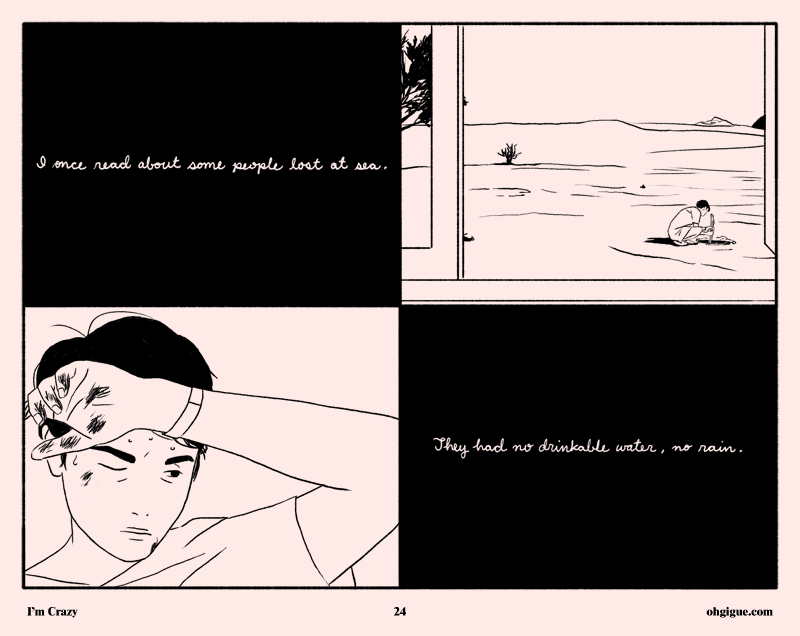 I once read about some people lost at sea.
They had no drinkable water, no rain.
I'm Crazy
24
ohgigue.com